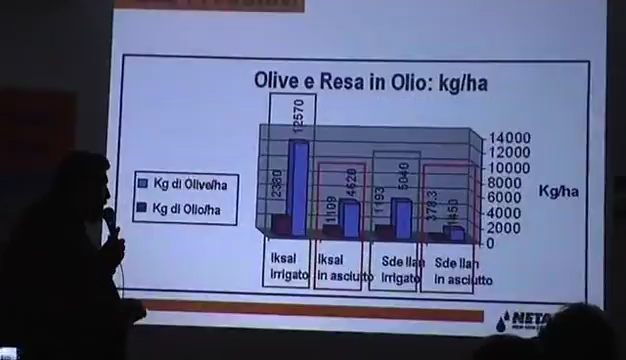 Olive e Resa in Olio: kg/ha
Kg di Olive/ha
Kg di Olio/ha
2380
12570
1109
4620
1193
5040
378.3
1450
14000
12000
10000
8000
6000
4000
2000
0
Kg/ha
Iksal
Irrigato
Iksal
in asciutto
Sde Ilan
Irrigato
Sde Ilan
in asciutto